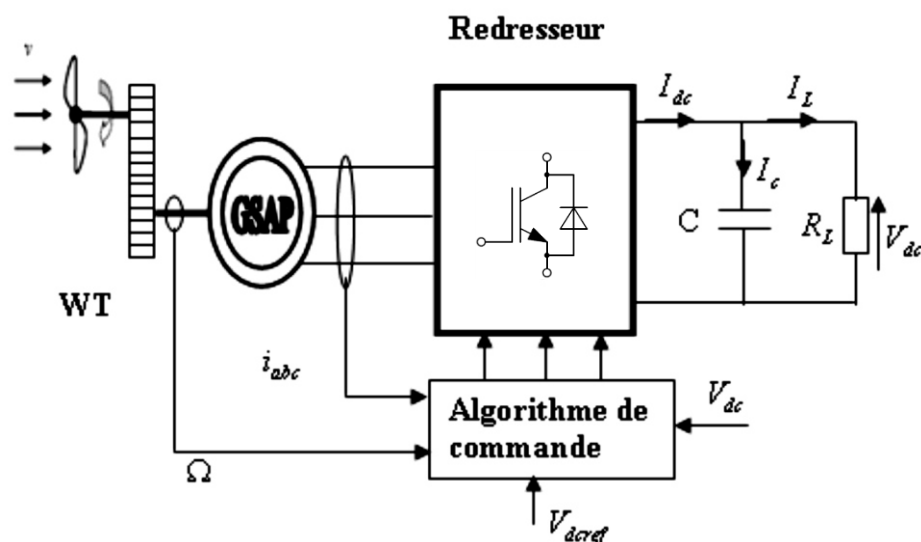 Redresseur
v
I_dc
I_L
I_c
GSAP
C
R_L
V_dc
WT
i_abc
Algorithme de
commande
V_dc
Ω
V_dcref